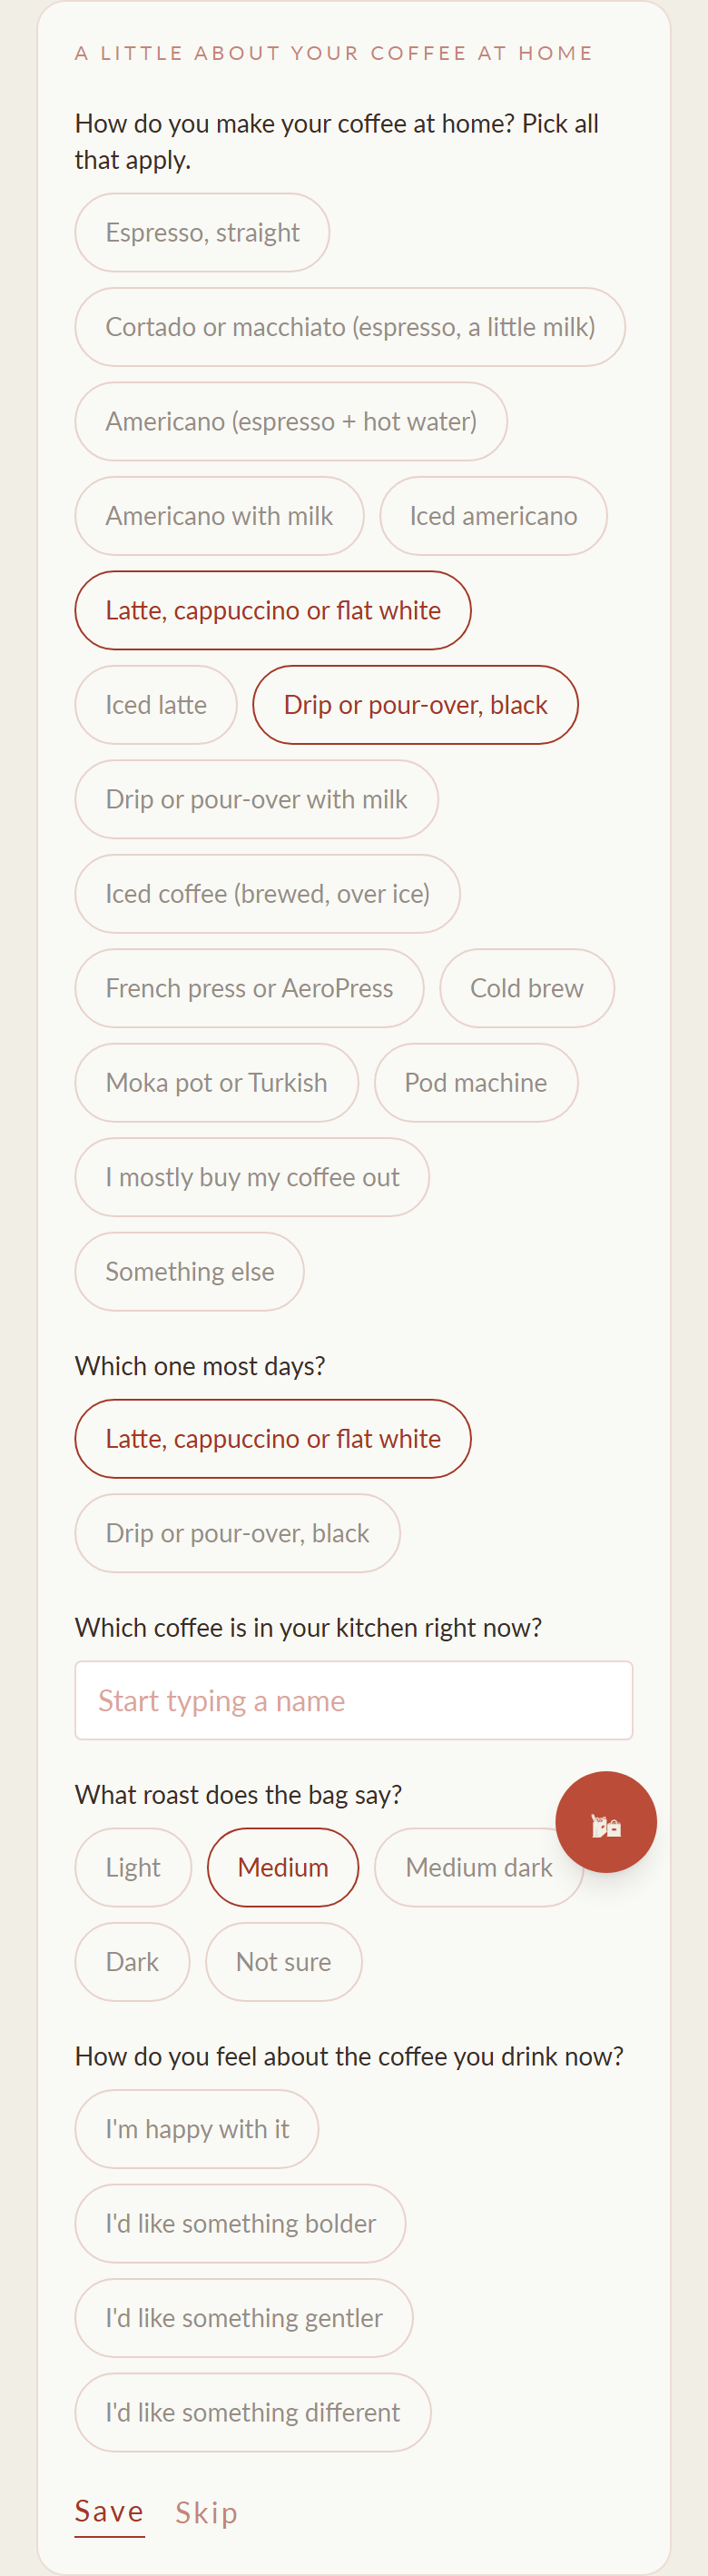 A LITTLE ABOUT YOUR COFFEE AT HOME
How do you make your coffee at home? Pick all
that apply.
Espresso, straight
Cortado or macchiato (espresso, a little milk)
Americano (espresso + hot water)
Americano with milk
Iced americano
Latte, cappuccino or flat white
Iced latte
Drip or pour-over, black
Drip or pour-over with milk
Iced coffee (brewed, over ice)
French press or AeroPress
Cold brew
Moka pot or Turkish
Pod machine
I mostly buy my coffee out
Something else
Which one most days?
Latte, cappuccino or flat white
Drip or pour-over, black
Which coffee is in your kitchen right now?
Start typing a name
What roast does the bag say?
Light
Medium
Medium dark
Dark
Not sure
How do you feel about the coffee you drink now?
I'm happy with it
I'd like something bolder
I'd like something gentler
I'd like something different
Save
Skip